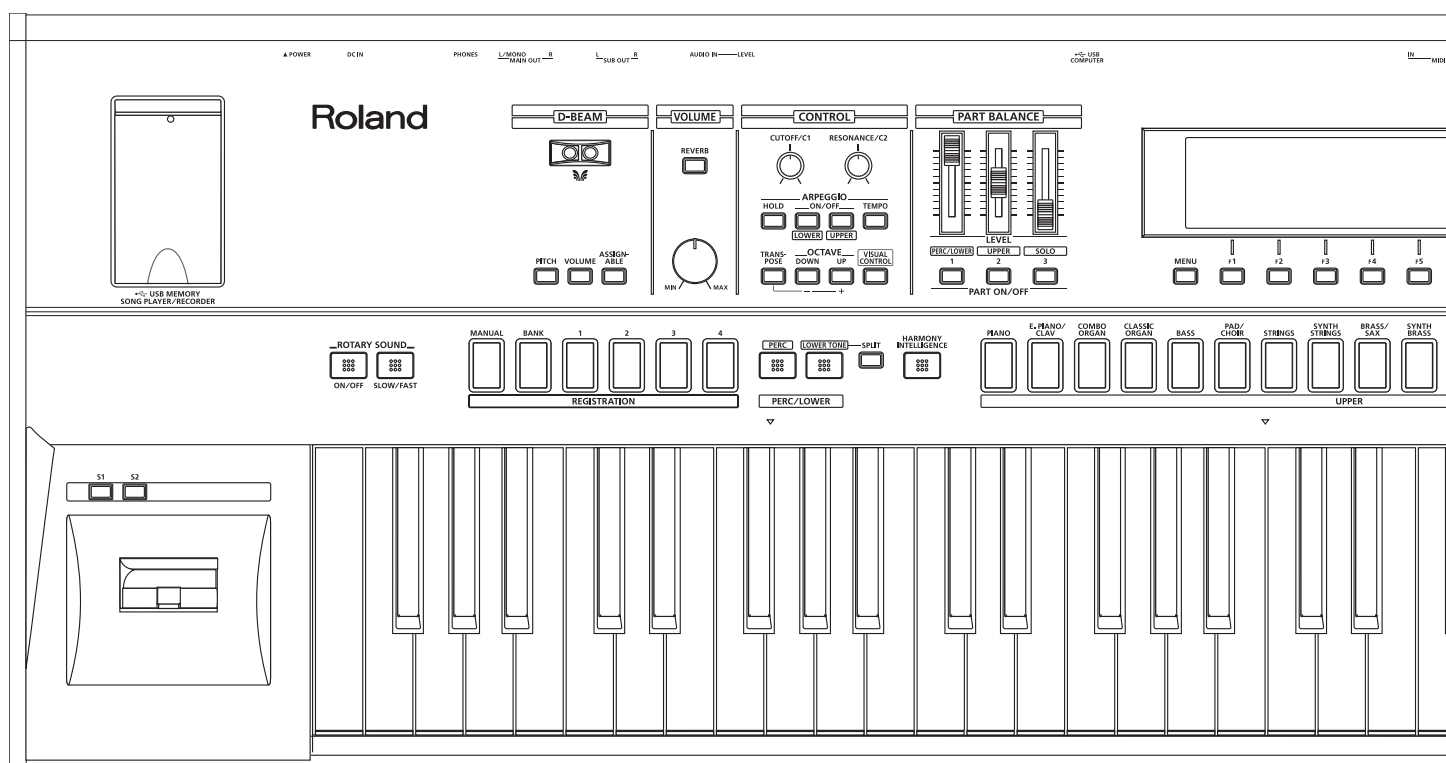 ▲ POWER DC IN PHONES L/MONO R L R AUDIO IN LEVEL USB IN
MAIN OUT SUB OUT COMPUTER MIDI
Roland
D-BEAM VOLUME CONTROL PART BALANCE
CUTOFF/C1 RESONANCE/C2
REVERB
ARPEGGIO
HOLD ON/OFF TEMPO
LOWER UPPER
LEVEL
PERC/LOWER UPPER SOLO
1 2 3
PART ON/OFF
TRANS-
POSE
OCTAVE
DOWN UP
VISUAL
CONTROL
– +
PITCH VOLUME ASSIGN-
ABLE
MIN MAX
MENU F1 F2 F3 F4 F5
USB MEMORY
SONG PLAYER/RECORDER
ROTARY SOUND
ON/OFF SLOW/FAST
MANUAL BANK 1 2 3 4
REGISTRATION
PERC LOWER TONE SPLIT
PERC/LOWER
HARMONY
INTELLIGENCE
PIANO
E.PIANO/
CLAV
COMBO
ORGAN
CLASSIC
ORGAN
BASS
PAD/
CHOIR
STRINGS
SYNTH
STRINGS
BRASS/
SAX
SYNTH
BRASS
UPPER
S1 S2